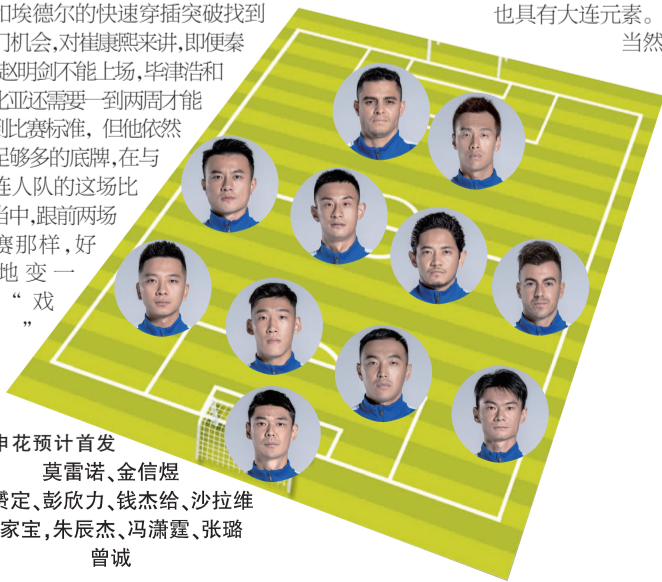 和埃德尔的快速穿插突破找到
门机会，对崔康熙来讲，即便秦
赵明剑不能上场，毕津浩和
比亚还需要一到两周才能
到比赛标准，但他依然
足够多的底牌，在与
连人队的这场比
当中，跟前两场
赛那样，好
地变一
“戏
”
也具有大连元素。
当然
申花预计首发
莫雷诺、金信煜
赟定、彭欣力、钱杰给、沙拉维
家宝，朱辰杰、冯潇霆、张璐
曾诚